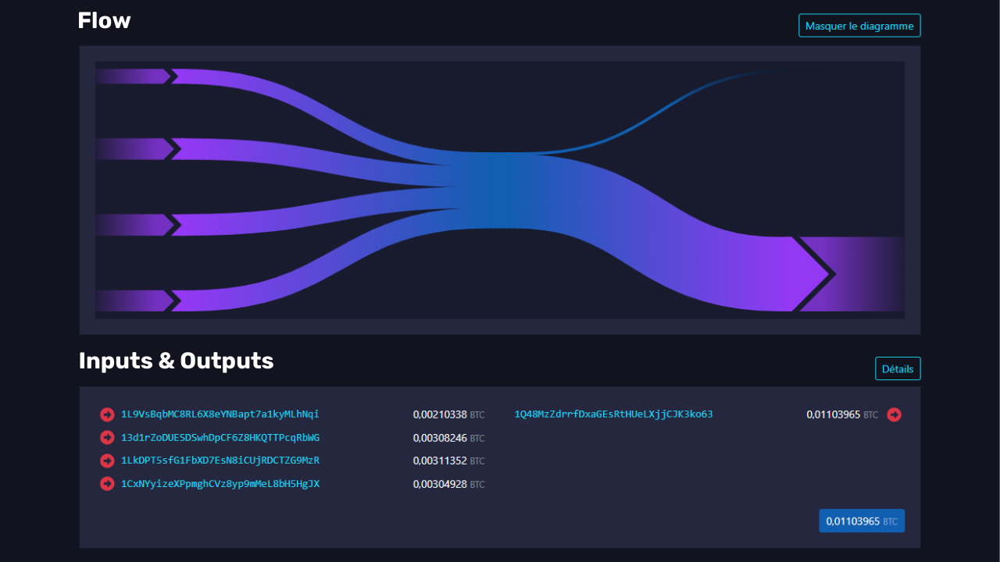 Flow
Masquer le diagramme
Inputs & Outputs
Détails
1L9VsBqbMC8RL6X8eYNBapt7a1kyMLhNqi 0,00210338 BTC 1Q48MzZdrrfDxaGEsRtHUeLXjjCJK3ko63 0,01103965 BTC
13d1rZoDUESDSwhDpCF6Z8HKQTTPcqRbWG 0,00308246 BTC
1LkDPT5sfG1FbXD7EsN8iCUjRDCTZG9MzR 0,00311352 BTC
1CxNYyizeXPpmghCVz8yp9mMeL8bH5HgJX 0,00304928 BTC
0,01103965 BTC